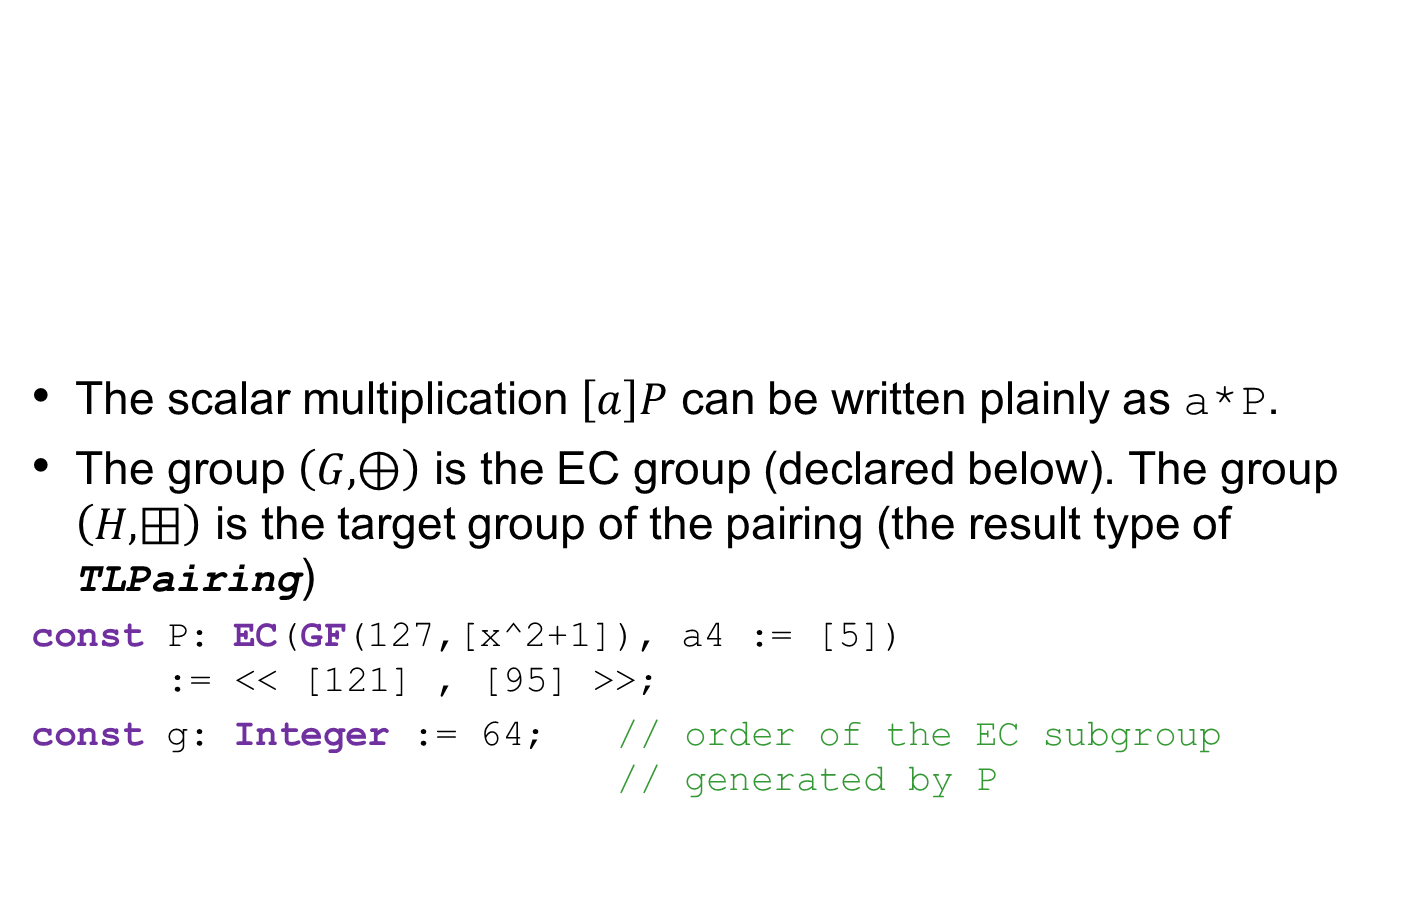 • The scalar multiplication [a]P can be written plainly as a*P.
• The group (G,⊕) is the EC group (declared below). The group
(H,⊞) is the target group of the pairing (the result type of
TLPairing)
const P: EC(GF(127,[x^2+1]), a4 := [5])
:= << [121] , [95] >>;
const g: Integer := 64; // order of the EC subgroup
// generated by P